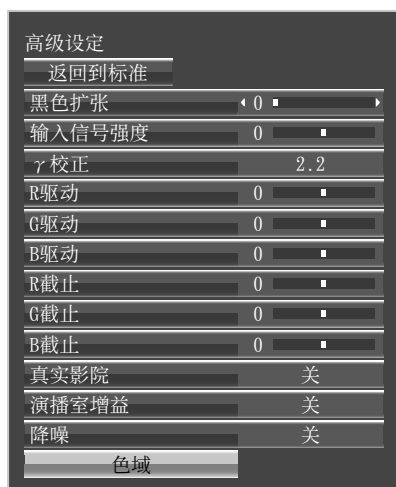 高级设定
返回到标准
黑色扩张 0
输入信号强度 0
γ校正 2.2
R驱动 0
G驱动 0
B驱动 0
R截止 0
G截止 0
B截止 0
真实影院 关
演播室增益 关
降噪 关
色域